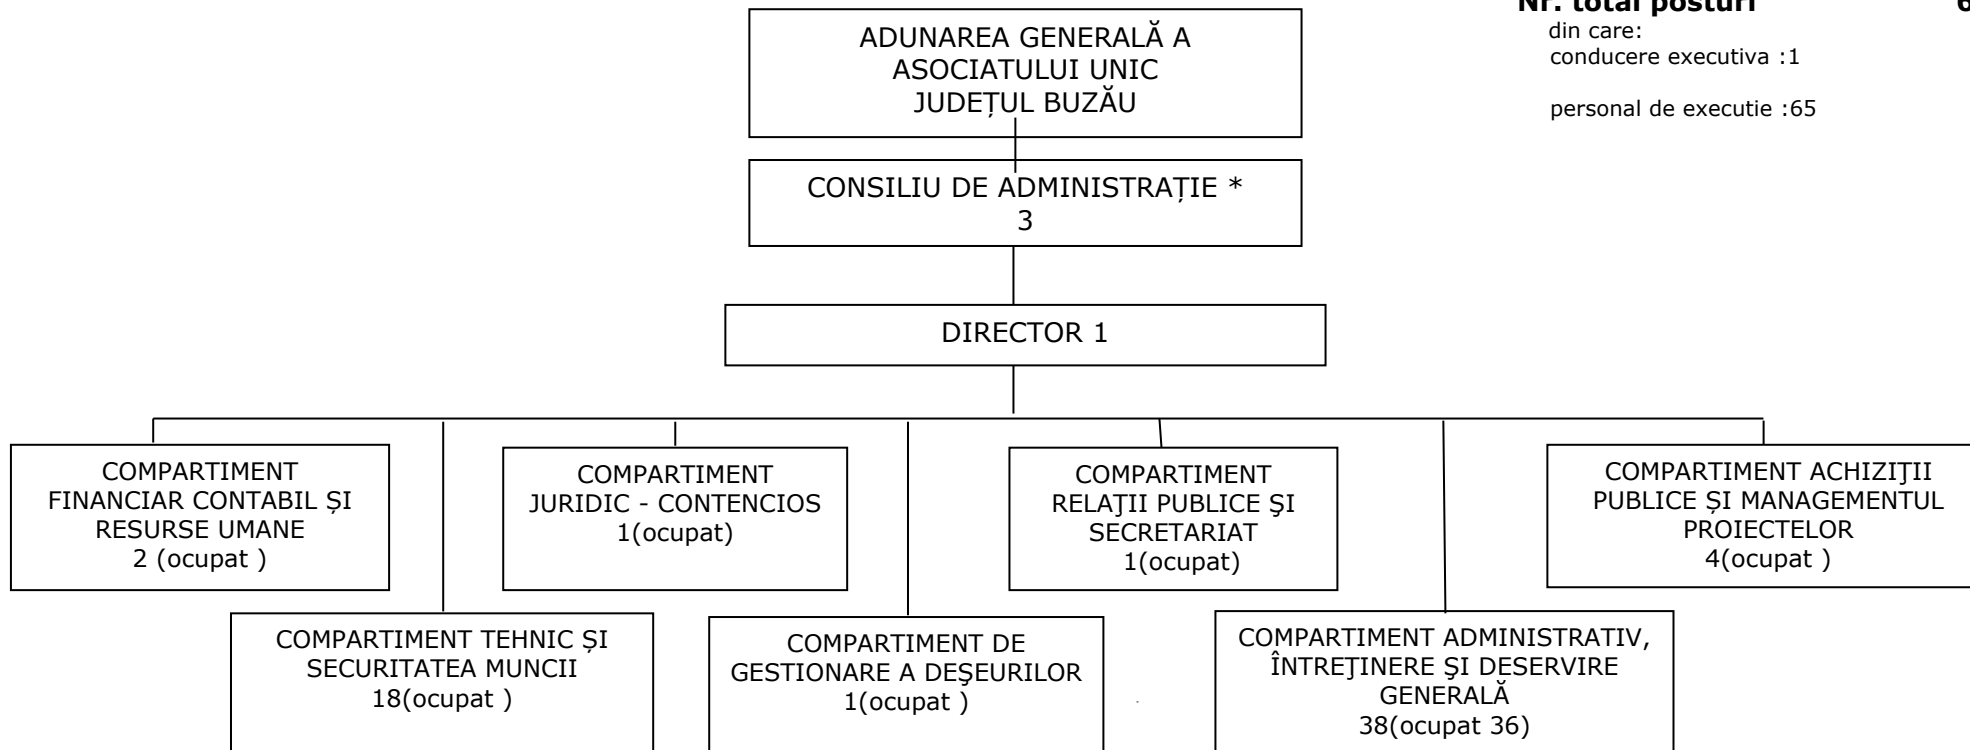 Nr. total posturi
din care:
conducere executiva :1
personal de executie :65
ADUNAREA GENERALĂ A
ASOCIATULUI UNIC
JUDEȚUL BUZĂU
CONSILIU DE ADMINISTRAȚIE *
3
DIRECTOR 1
COMPARTIMENT
FINANCIAR CONTABIL ȘI
RESURSE UMANE
2 (ocupat )
COMPARTIMENT
JURIDIC - CONTENCIOS
1(ocupat)
COMPARTIMENT
RELAŢII PUBLICE ŞI
SECRETARIAT
1(ocupat)
COMPARTIMENT ACHIZIŢII
PUBLICE ȘI MANAGEMENTUL
PROIECTELOR
4(ocupat )
COMPARTIMENT TEHNIC ȘI
SECURITATEA MUNCII
18(ocupat )
COMPARTIMENT DE
GESTIONARE A DEŞEURILOR
1(ocupat )
COMPARTIMENT ADMINISTRATIV,
ÎNTREŢINERE ŞI DESERVIRE
GENERALĂ
38(ocupat 36)